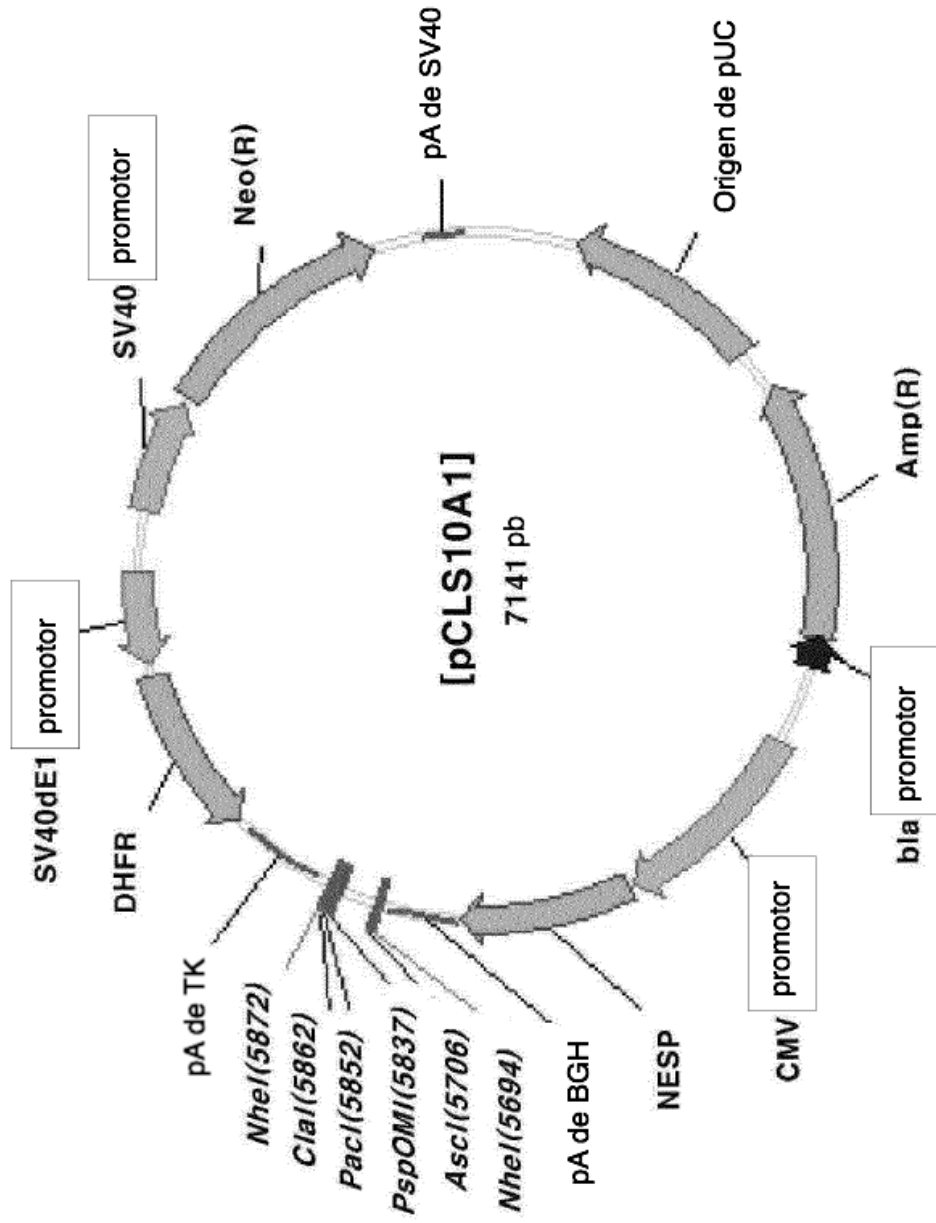 [pCLS10A1]
7141 pb
SV40 promotor
Neo(R)
pA de SV40
Origen de pUC
Amp(R)
bla promotor
CMV promotor
NESP
pA de BGH
NheI(5694)
AscI(5706)
PspOMI(5837)
PacI(5852)
ClaI(5862)
NheI(5872)
pA de TK
DHFR
SV40dE1 promotor